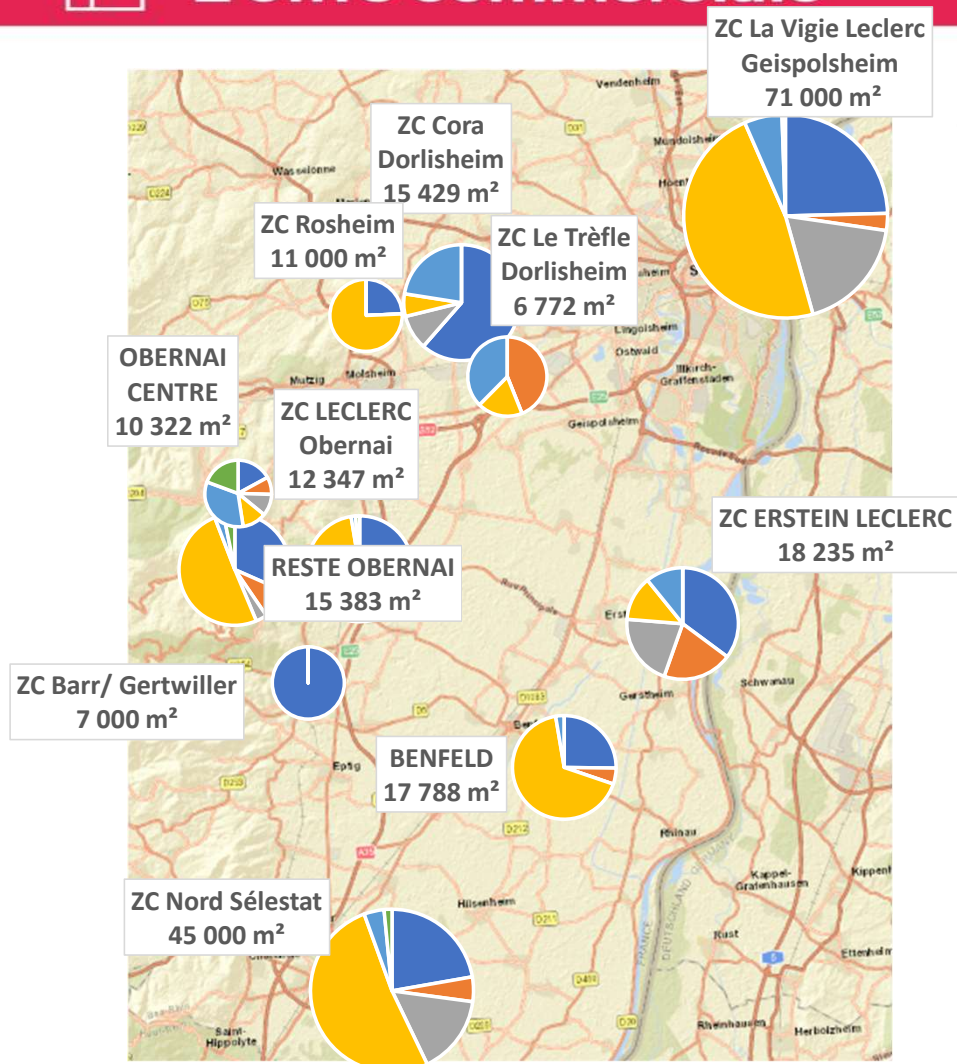 ZC La Vigie Leclerc
Geispolsheim
71 000 m²
ZC Cora
Dorlisheim
15 429 m²
ZC Rosheim
11 000 m²
ZC Le Trèfle
Dorlisheim
6 772 m²
OBERNAI
CENTRE
10 322 m²
ZC LECLERC
Obernai
12 347 m²
RESTE OBERNAI
15 383 m²
ZC ERSTEIN LECLERC
18 235 m²
ZC Barr/ Gertwiller
7 000 m²
BENFELD
17 788 m²
ZC Nord Sélestat
45 000 m²
Vendenheim
Wasselonne
Lingolsheim
Ostwald
Illkirch-
Graffenstaden
Mutzig
Molsheim
Geispolsheim
Gerstheim
Schwanau
Epfig
Rhinau
Kappel-
Grafenhausen
Hilsenheim
Rust
FRANCE
DEUTSCHLAND
Rheinhausen
Herbolzheim
Saint-
Hippolyte